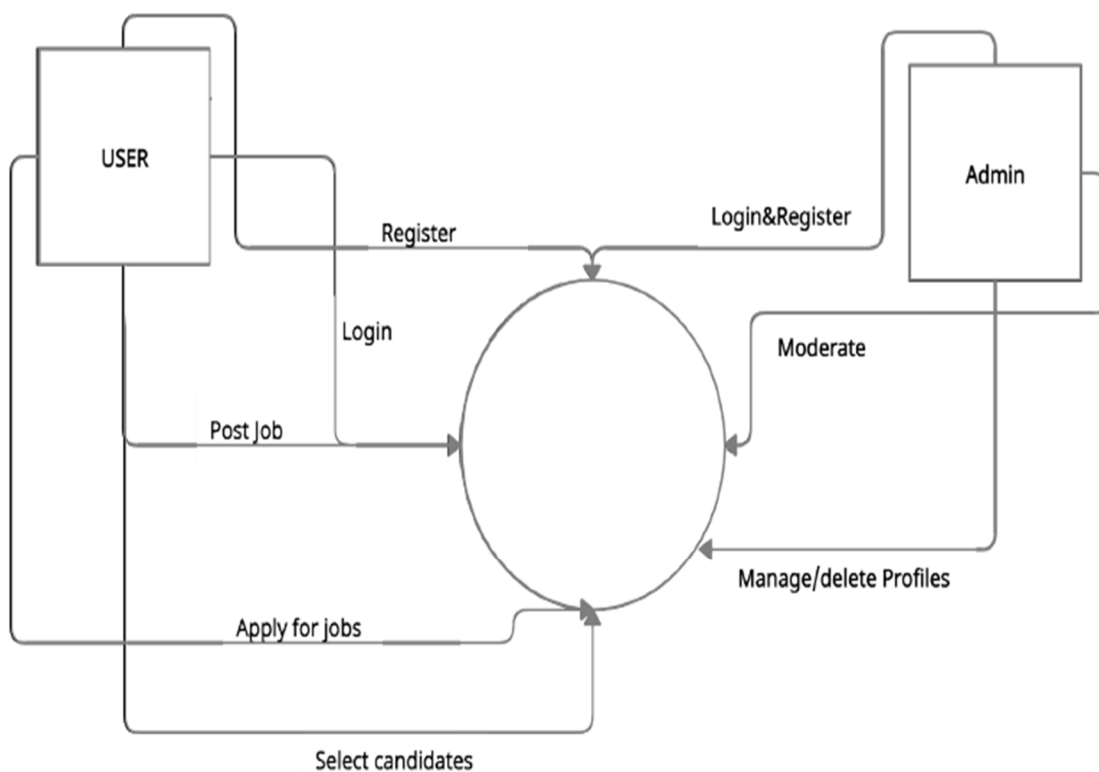 USER
Admin
Login&Register
Register
Login
Moderate
Post Job
Manage/delete Profiles
Apply for jobs
Select candidates